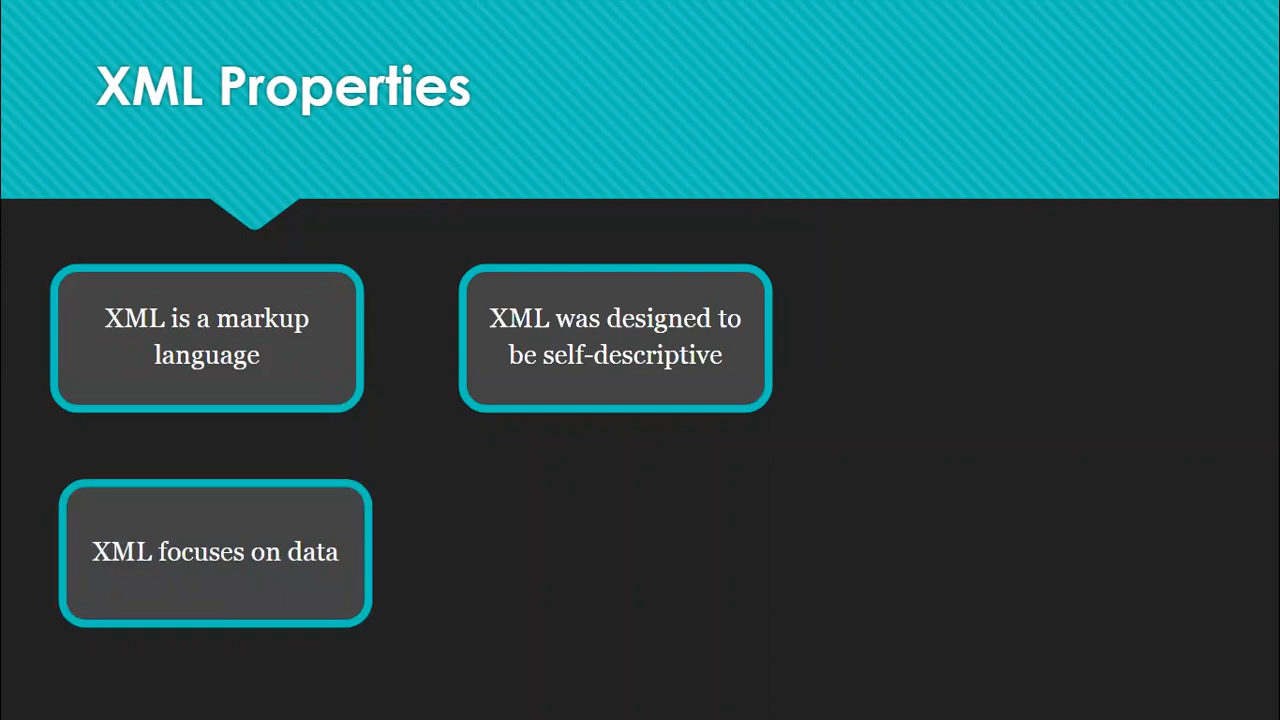 XML Properties
XML is a markup
language
XML was designed to
be self-descriptive
XML focuses on data